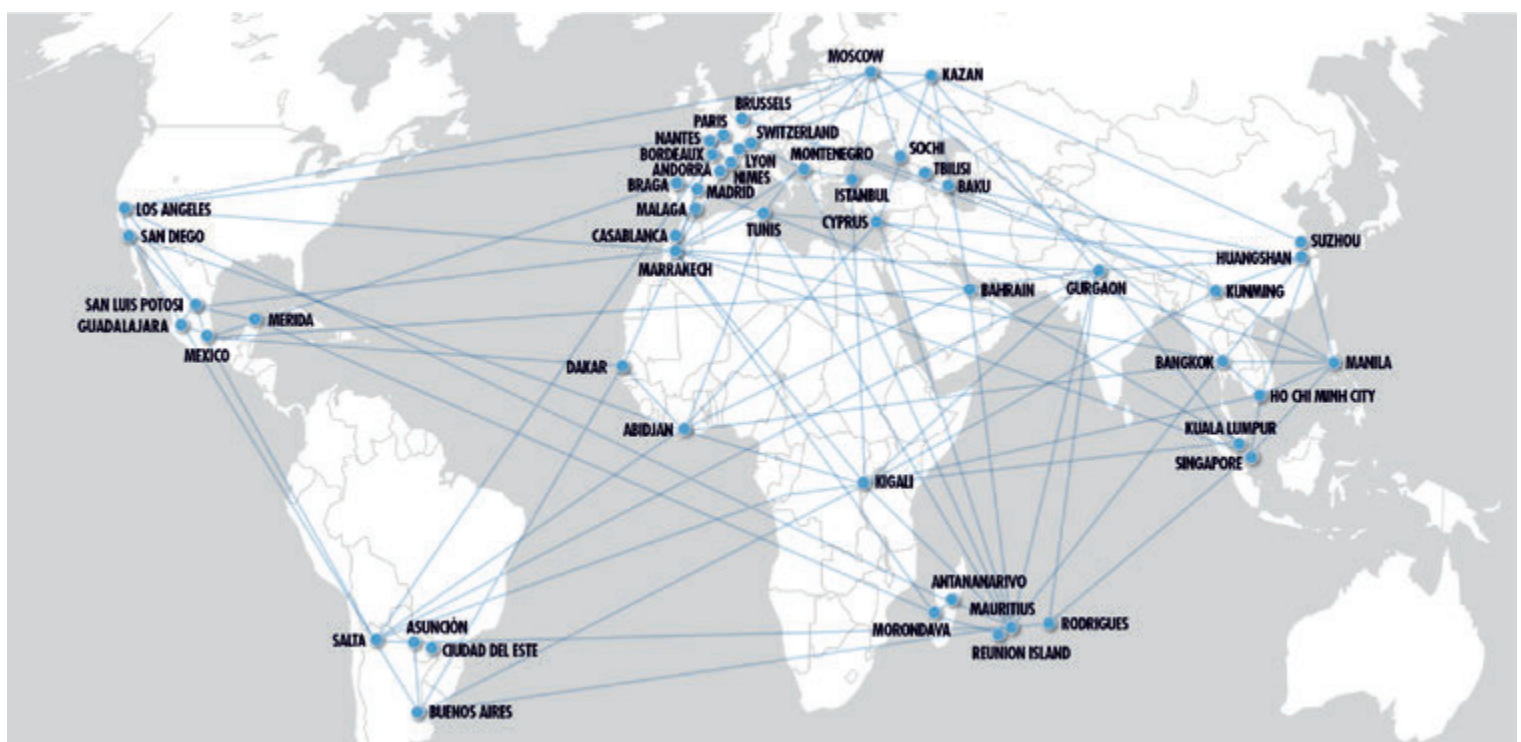 MOSCOW
KAZAN
BRUSSELS
PARIS
SWITZERLAND
NANTES
BORDEAUX
LYON
MONTENEGRO
SOCHI
ANDORRA
NIMES
TBILISI
BRAGA
MADRID
ISTANBUL
BAKU
LOS ANGELES
MALAGA
TUNIS
CYPRUS
SAN DIEGO
CASABLANCA
SUZHOU
MARRAKECH
HUANGSHAN
SAN LUIS POTOSI
BAHRAIN
GURGAON
KUNMING
GUADALAJARA
MERIDA
MEXICO
DAKAR
BANGKOK
MANILA
HO CHI MINH CITY
ABIDJAN
KUALA LUMPUR
SINGAPORE
KIGALI
ANTANANARIVO
MAURITIUS
ASUNCIÓN
MORONDAVA
RODRIGUES
SALTA
CIUDAD DEL ESTE
REUNION ISLAND
BUENOS AIRES